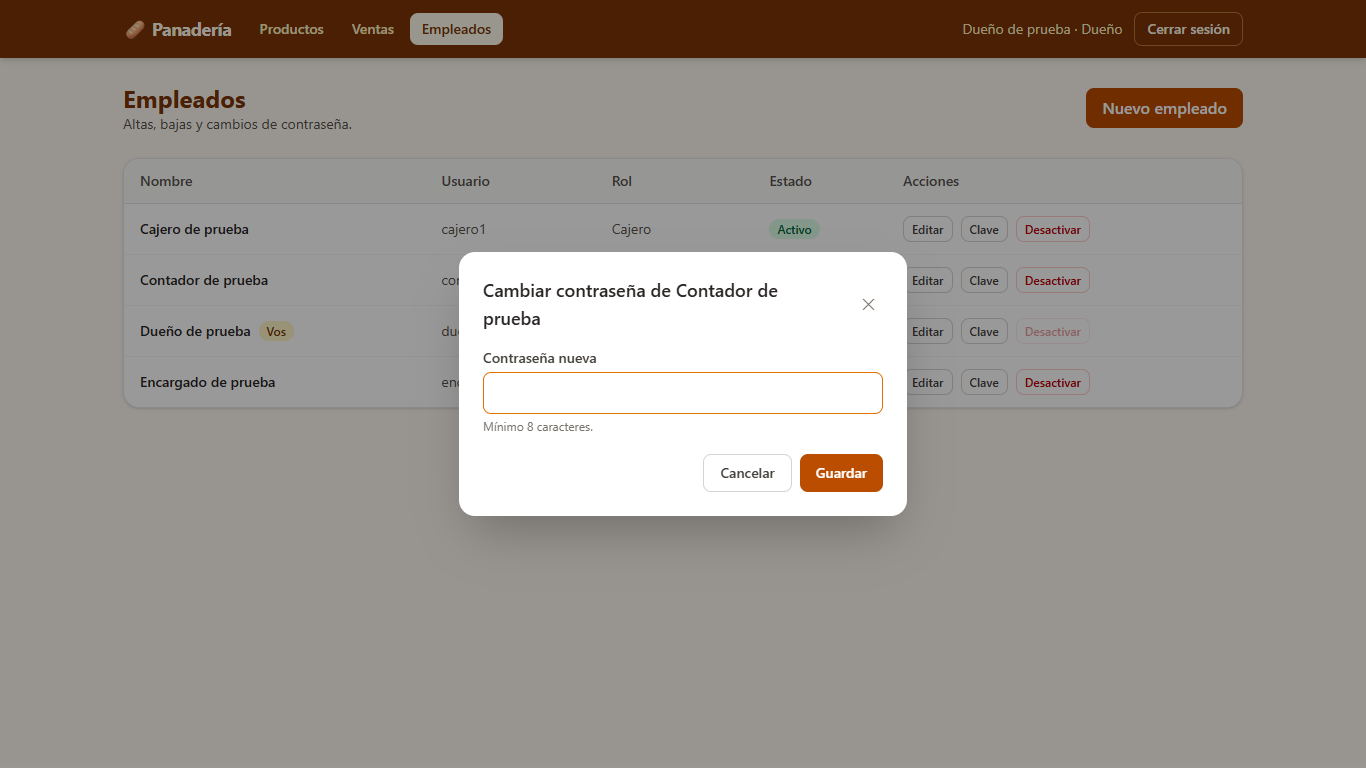 Panadería Productos Ventas Empleados Dueño de prueba · Dueño Cerrar sesión
Empleados
Altas, bajas y cambios de contraseña.
Nuevo empleado
Nombre Usuario Rol Estado Acciones
Cajero de prueba cajero1 Cajero Activo Editar Clave Desactivar
Contador de prueba Editar Clave Desactivar
Dueño de prueba Vos Editar Clave Desactivar
Encargado de prueba Editar Clave Desactivar
Cambiar contraseña de Contador de
prueba
Contraseña nueva
Mínimo 8 caracteres.
Cancelar Guardar